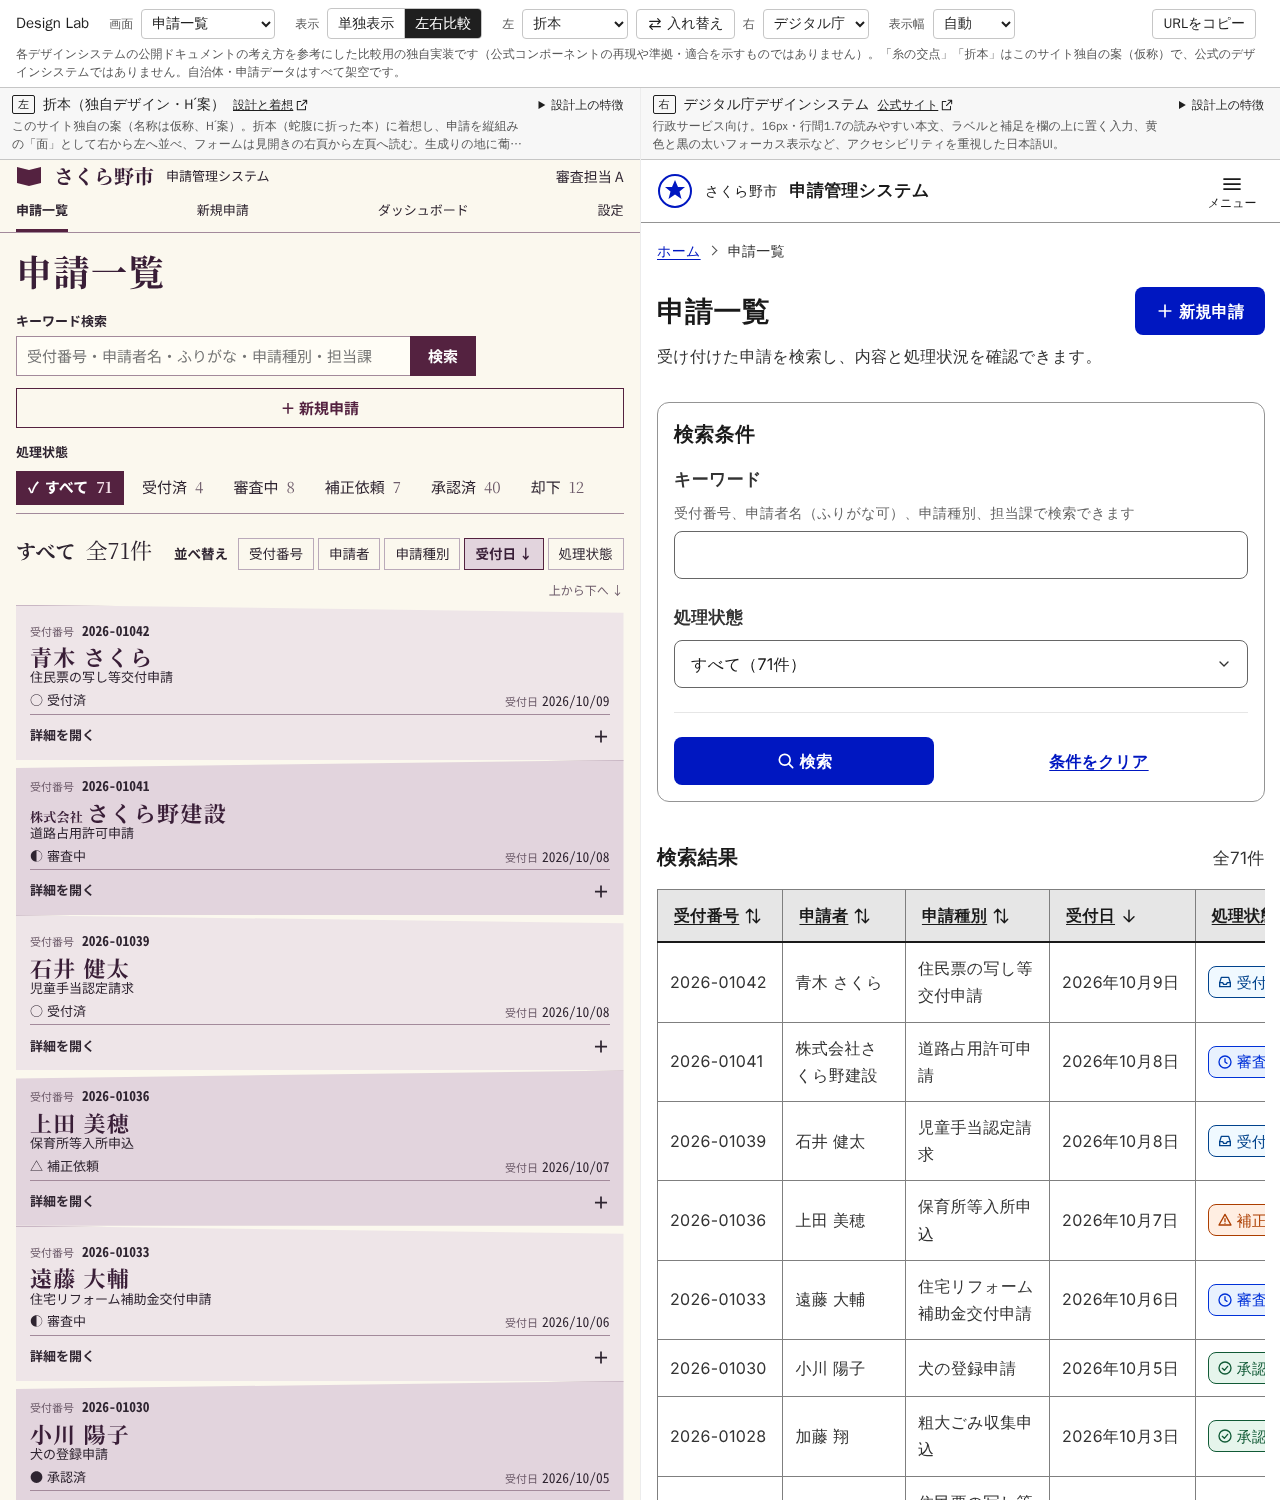 Design Lab 画面 申請一覧 表示 単独表示 左右比較 左 折本 入れ替え 右 デジタル庁 表示幅 自動 URLをコピー
各デザインシステムの公開ドキュメントの考え方を参考にした比較用の独自実装です（公式コンポーネントの再現や準拠・適合を示すものではありません）。「糸の交点」「折本」はこのサイト独自の案（仮称）で、公式のデザ
インシステムではありません。自治体・申請データはすべて架空です。
左 折本（独自デザイン・H´案） 設計と着想 ▶ 設計上の特徴
このサイト独自の案（名称は仮称、H´案）。折本（蛇腹に折った本）に着想し、申請を縦組み
の「面」として右から左へ並べ、フォームは見開きの右頁から左頁へ読む。生成りの地に葡…
さくら野市 申請管理システム 審査担当 A
申請一覧 新規申請 ダッシュボード 設定
申請一覧
キーワード検索
受付番号・申請者名・ふりがな・申請種別・担当課 検索
＋ 新規申請
処理状態
✓ すべて 71 受付済 4 審査中 8 補正依頼 7 承認済 40 却下 12
すべて 全71件 並べ替え 受付番号 申請者 申請種別 受付日 ↓ 処理状態
上から下へ ↓
受付番号 2026-01042
青木 さくら
住民票の写し等交付申請
○ 受付済 受付日 2026/10/09
詳細を開く ＋
受付番号 2026-01041
株式会社 さくら野建設
道路占用許可申請
◐ 審査中 受付日 2026/10/08
詳細を開く ＋
受付番号 2026-01039
石井 健太
児童手当認定請求
○ 受付済 受付日 2026/10/08
詳細を開く ＋
受付番号 2026-01036
上田 美穂
保育所等入所申込
△ 補正依頼 受付日 2026/10/07
詳細を開く ＋
受付番号 2026-01033
遠藤 大輔
住宅リフォーム補助金交付申請
◐ 審査中 受付日 2026/10/06
詳細を開く ＋
受付番号 2026-01030
小川 陽子
犬の登録申請
● 承認済 受付日 2026/10/05
右 デジタル庁デザインシステム 公式サイト ▶ 設計上の特徴
行政サービス向け。16px・行間1.7の読みやすい本文、ラベルと補足を欄の上に置く入力、黄
色と黒の太いフォーカス表示など、アクセシビリティを重視した日本語UI。
さくら野市 申請管理システム メニュー
ホーム 申請一覧
申請一覧 ＋ 新規申請
受け付けた申請を検索し、内容と処理状況を確認できます。
検索条件
キーワード
受付番号、申請者名（ふりがな可）、申請種別、担当課で検索できます
処理状態
すべて（71件）
検索 条件をクリア
検索結果 全71件
受付番号 申請者 申請種別 受付日 ↓ 処理状
2026-01042 青木 さくら 住民票の写し等交付申請 2026年10月9日 受付
2026-01041 株式会社さくら野建設 道路占用許可申請 2026年10月8日 審査
2026-01039 石井 健太 児童手当認定請求 2026年10月8日 受付
2026-01036 上田 美穂 保育所等入所申込 2026年10月7日 補正
2026-01033 遠藤 大輔 住宅リフォーム補助金交付申請 2026年10月6日 審査
2026-01030 小川 陽子 犬の登録申請 2026年10月5日 承認
2026-01028 加藤 翔 粗大ごみ収集申込 2026年10月3日 承認